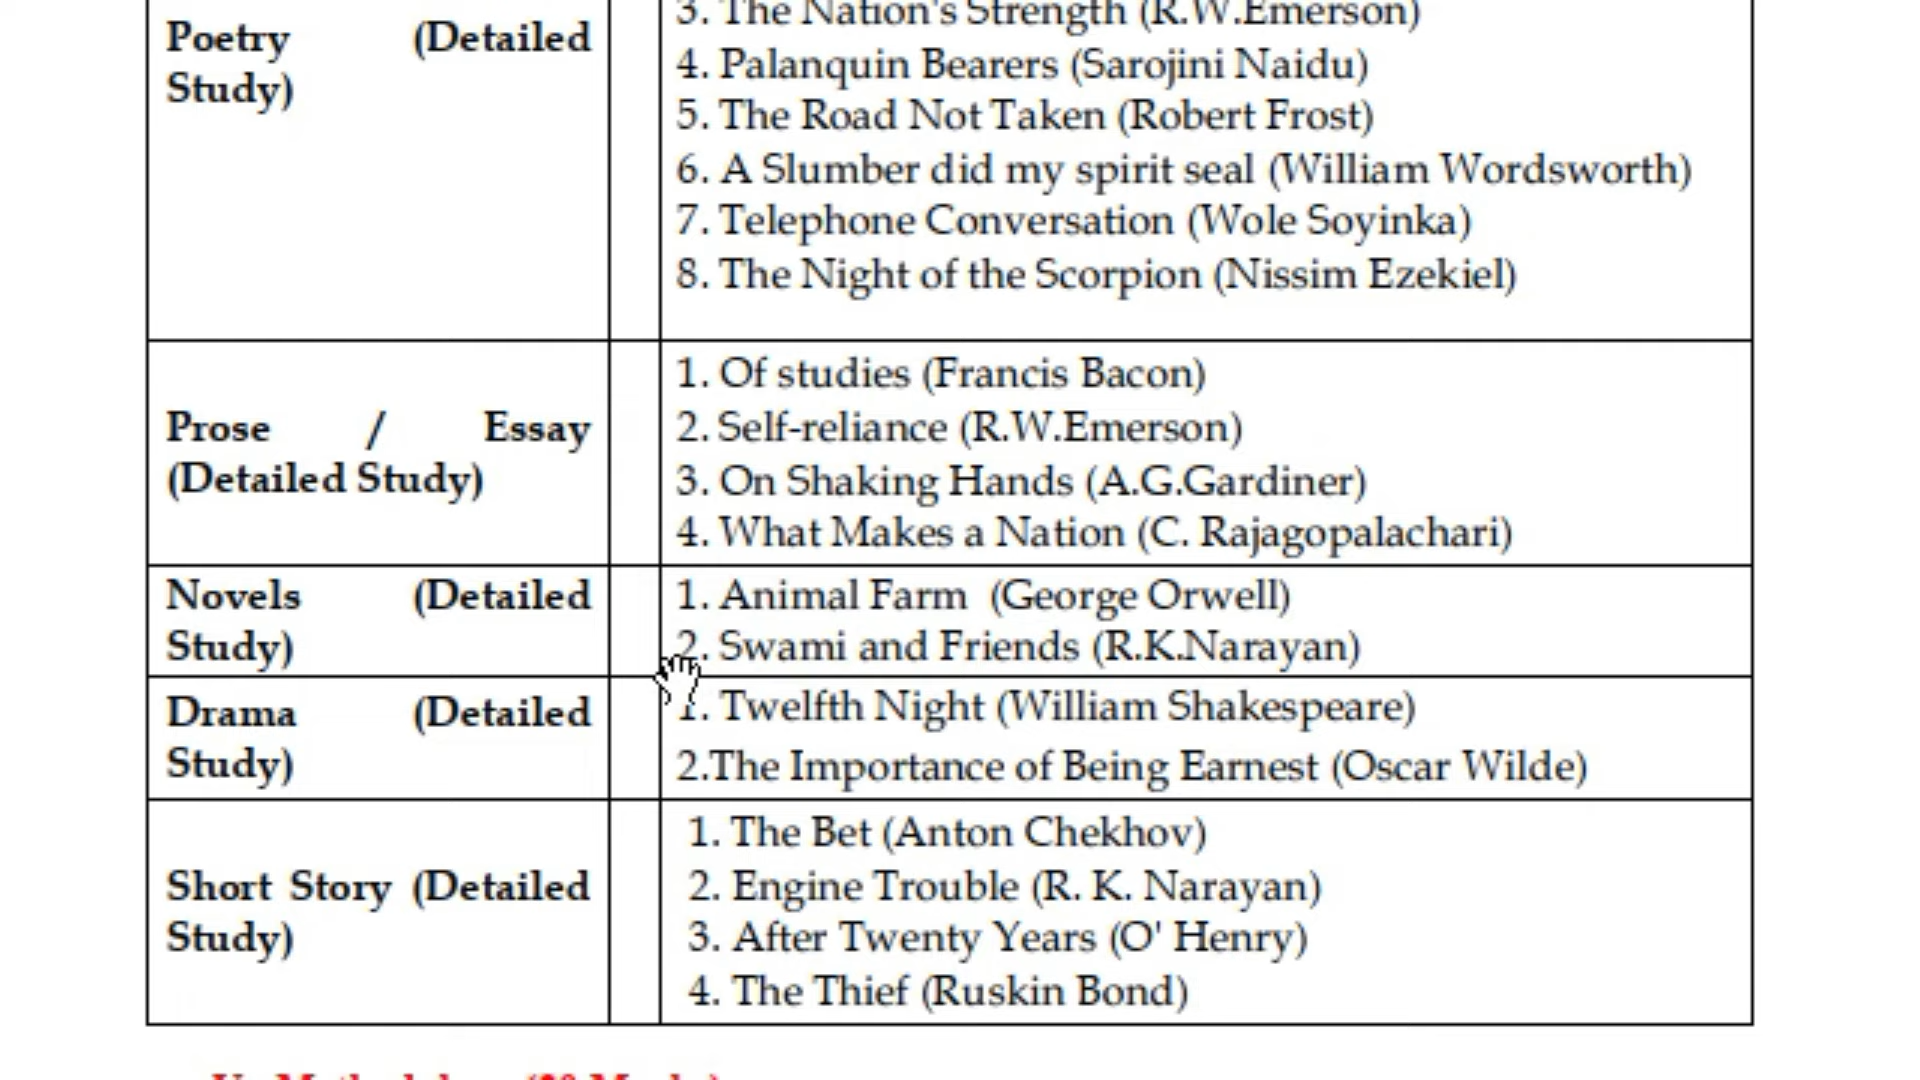 3. The Nation's Strength (R.W.Emerson)
Poetry (Detailed
Study)
4. Palanquin Bearers (Sarojini Naidu)
5. The Road Not Taken (Robert Frost)
6. A Slumber did my spirit seal (William Wordsworth)
7. Telephone Conversation (Wole Soyinka)
8. The Night of the Scorpion (Nissim Ezekiel)
Prose / Essay
(Detailed Study)
1. Of studies (Francis Bacon)
2. Self-reliance (R.W.Emerson)
3. On Shaking Hands (A.G.Gardiner)
4. What Makes a Nation (C. Rajagopalachari)
Novels (Detailed
Study)
1. Animal Farm (George Orwell)
2. Swami and Friends (R.K.Narayan)
Drama (Detailed
Study)
1. Twelfth Night (William Shakespeare)
2.The Importance of Being Earnest (Oscar Wilde)
Short Story (Detailed
Study)
1. The Bet (Anton Chekhov)
2. Engine Trouble (R. K. Narayan)
3. After Twenty Years (O' Henry)
4. The Thief (Ruskin Bond)